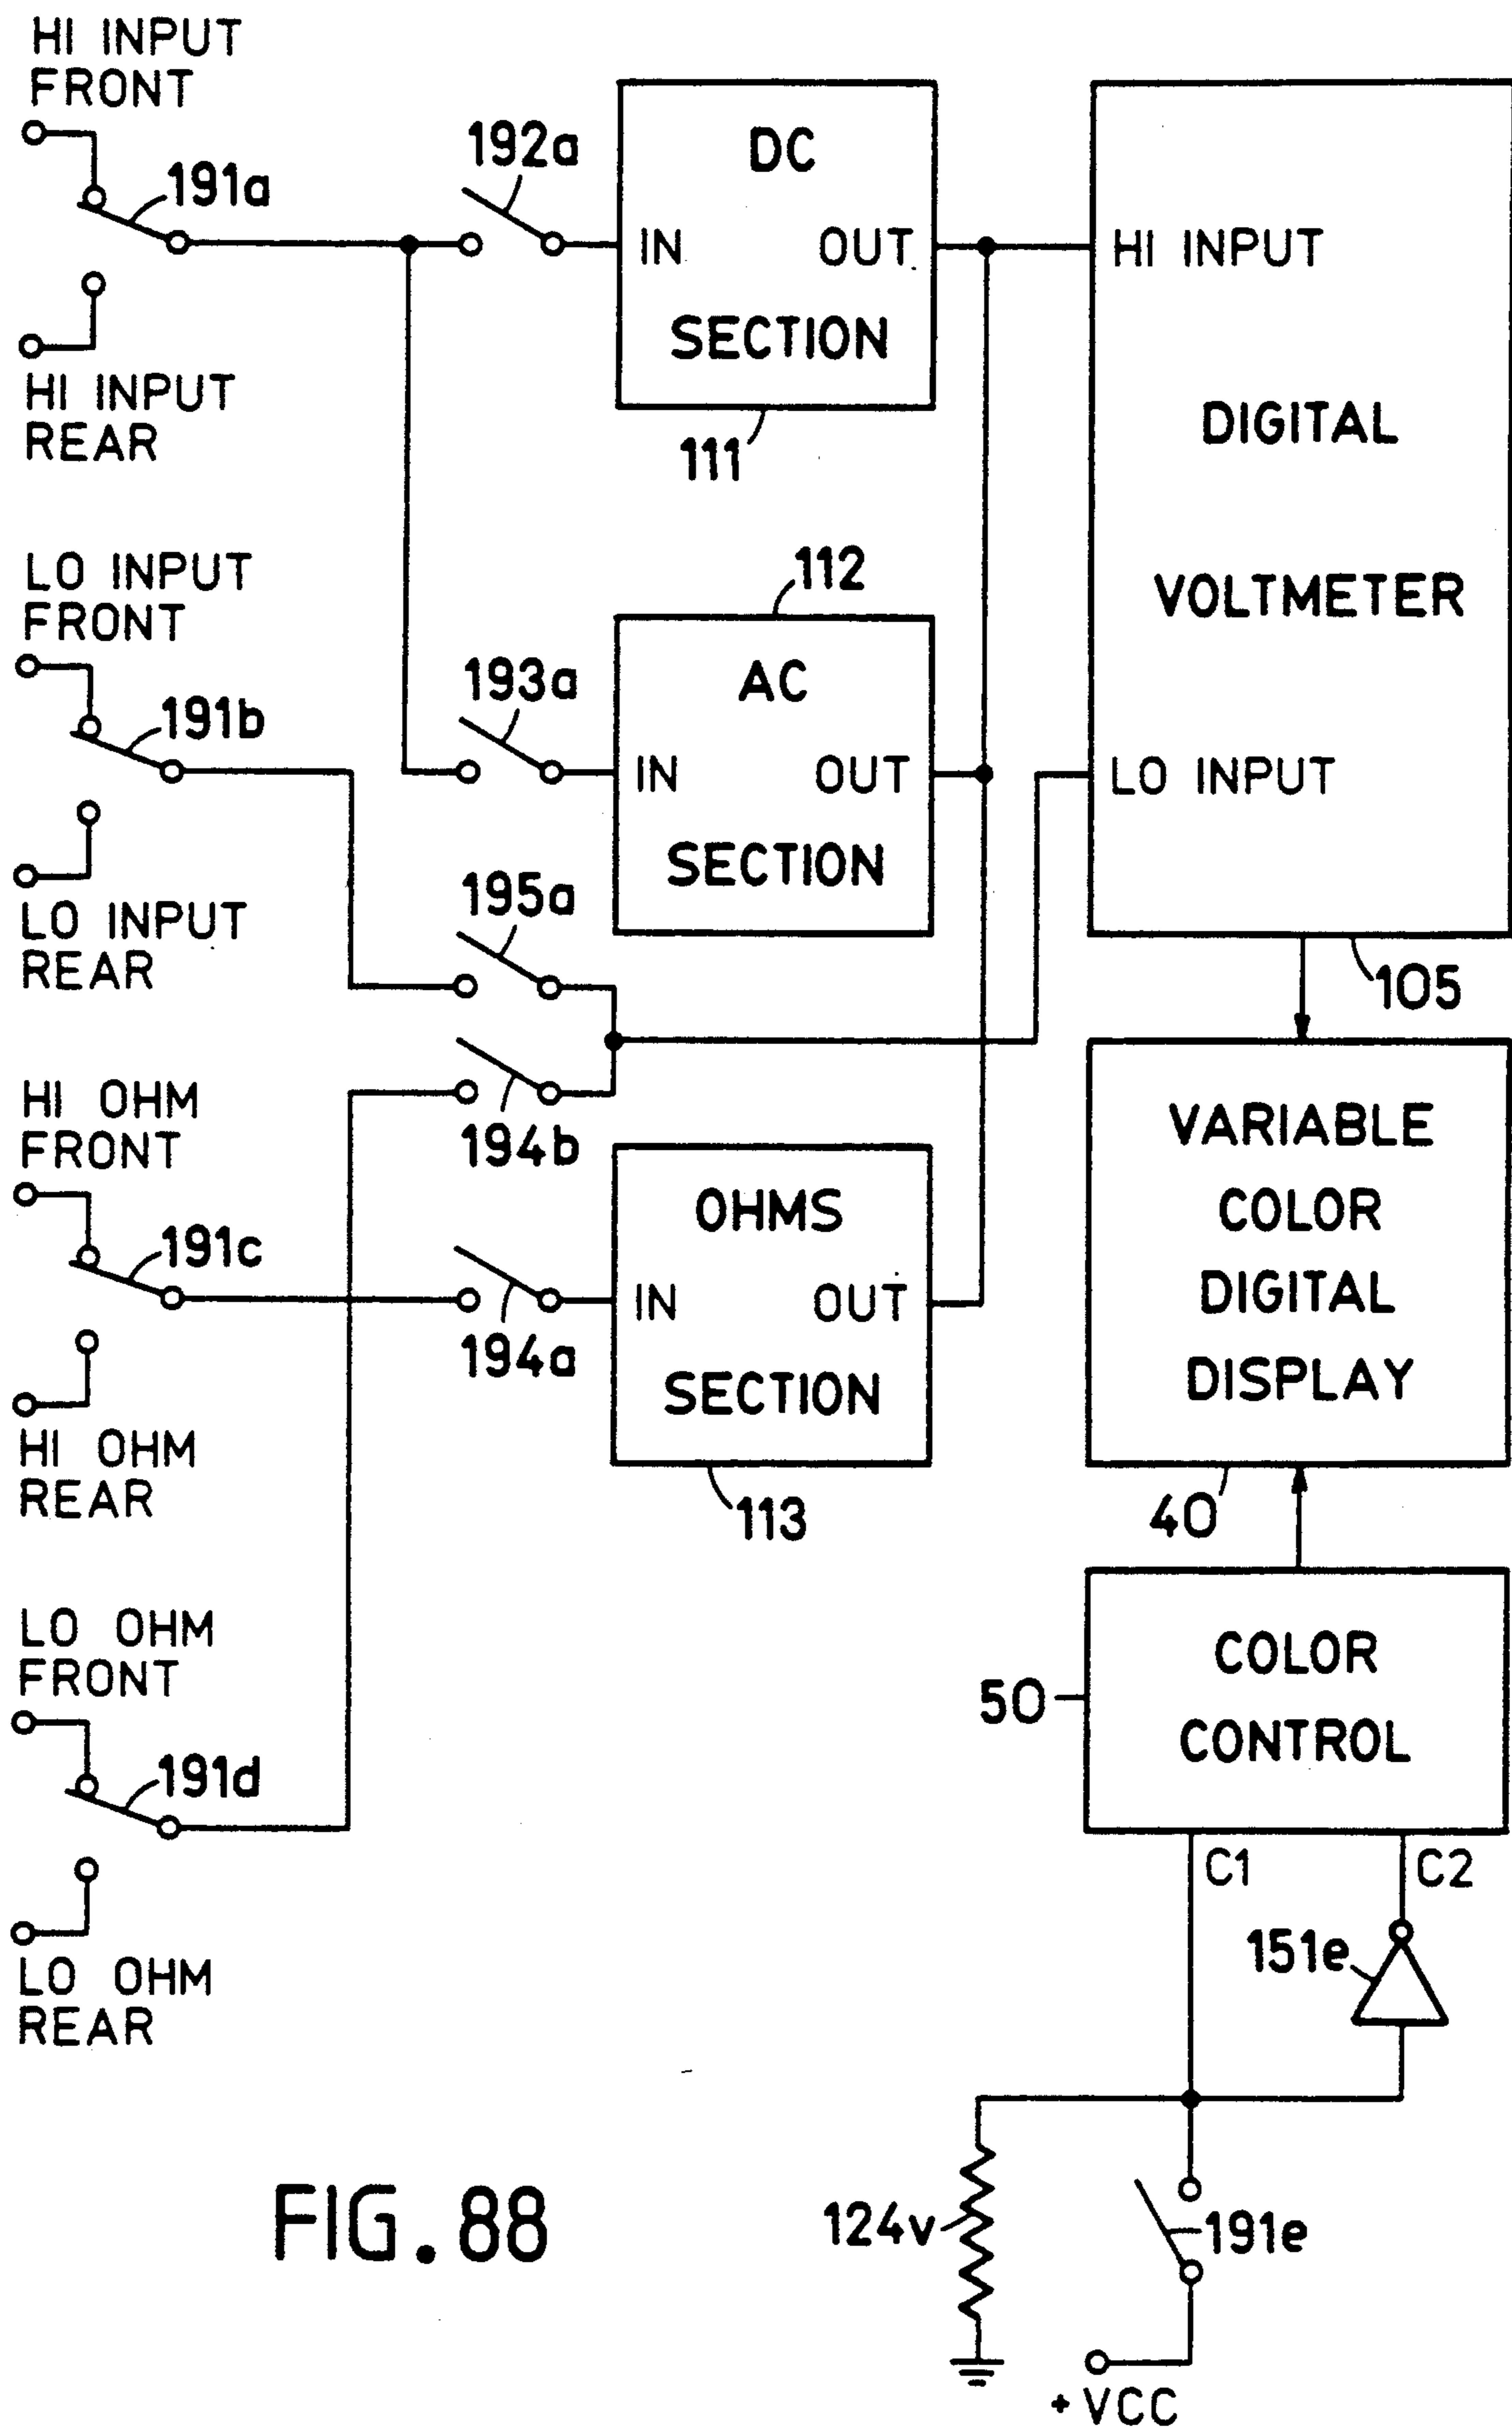 HI INPUT
FRONT
191a
HI INPUT
REAR
192a
DC
IN OUT
SECTION
111
HI INPUT
DIGITAL
VOLTMETER
LO INPUT
105
LO INPUT
FRONT
191b
LO INPUT
REAR
193a
112
AC
IN OUT
SECTION
195a
194b
HI OHM
FRONT
191c
HI OHM
REAR
194a
OHMS
IN OUT
SECTION
113
VARIABLE
COLOR
DIGITAL
DISPLAY
40
LO OHM
FRONT
191d
LO OHM
REAR
50
COLOR
CONTROL
C1 C2
151e
124v
191e
+VCC
FIG. 88